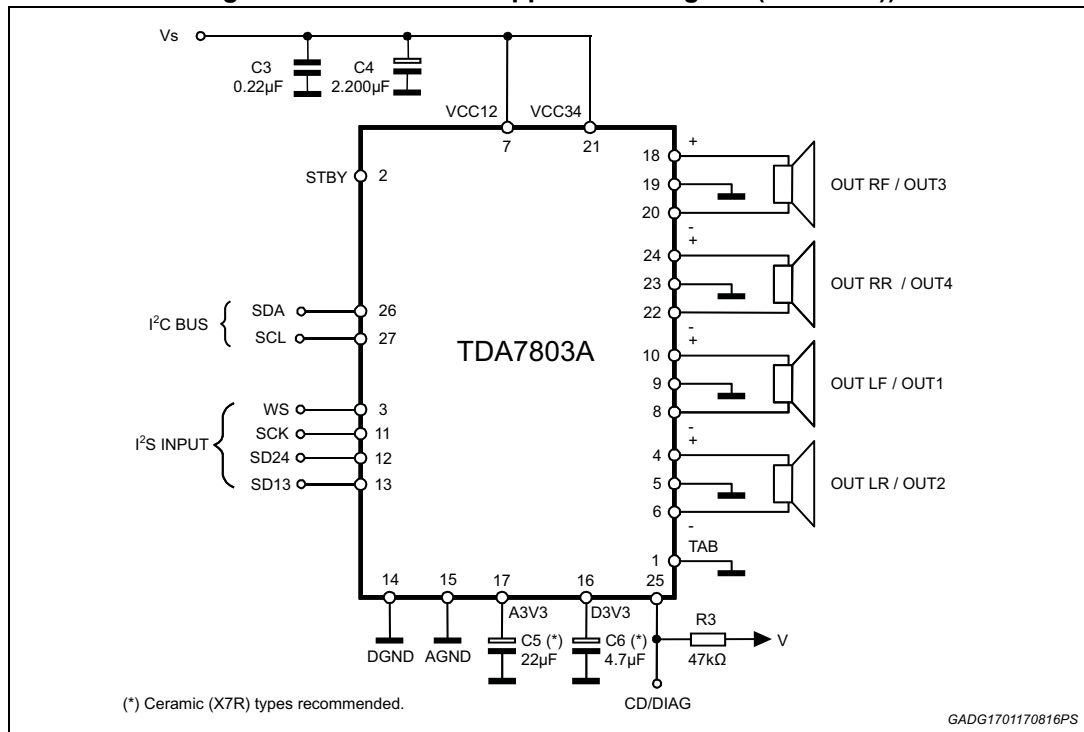 Vs
C3
0.22µF
C4
2.200µF
VCC12
VCC34
7
21
STBY
2
I²C BUS
SDA
26
SCL
27
TDA7803A
I²S INPUT
WS
3
SCK
11
SD24
12
SD13
13
18
+
19
20
-
OUT RF / OUT3
+
24
23
22
-
OUT RR / OUT4
+
10
9
8
-
OUT LF / OUT1
+
4
5
6
-
OUT LR / OUT2
TAB
1
14
15
17
16
25
A3V3
D3V3
DGND
AGND
C5 (*)
22µF
C6 (*)
4.7µF
R3
47kΩ
V
CD/DIAG
(*) Ceramic (X7R) types recommended.
GADG1701170816PS